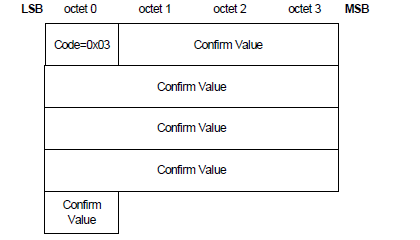 LSB octet 0 octet 1 octet 2 octet 3 MSB
Code=0x03 Confirm Value
Confirm Value
Confirm Value
Confirm Value
Confirm
Value